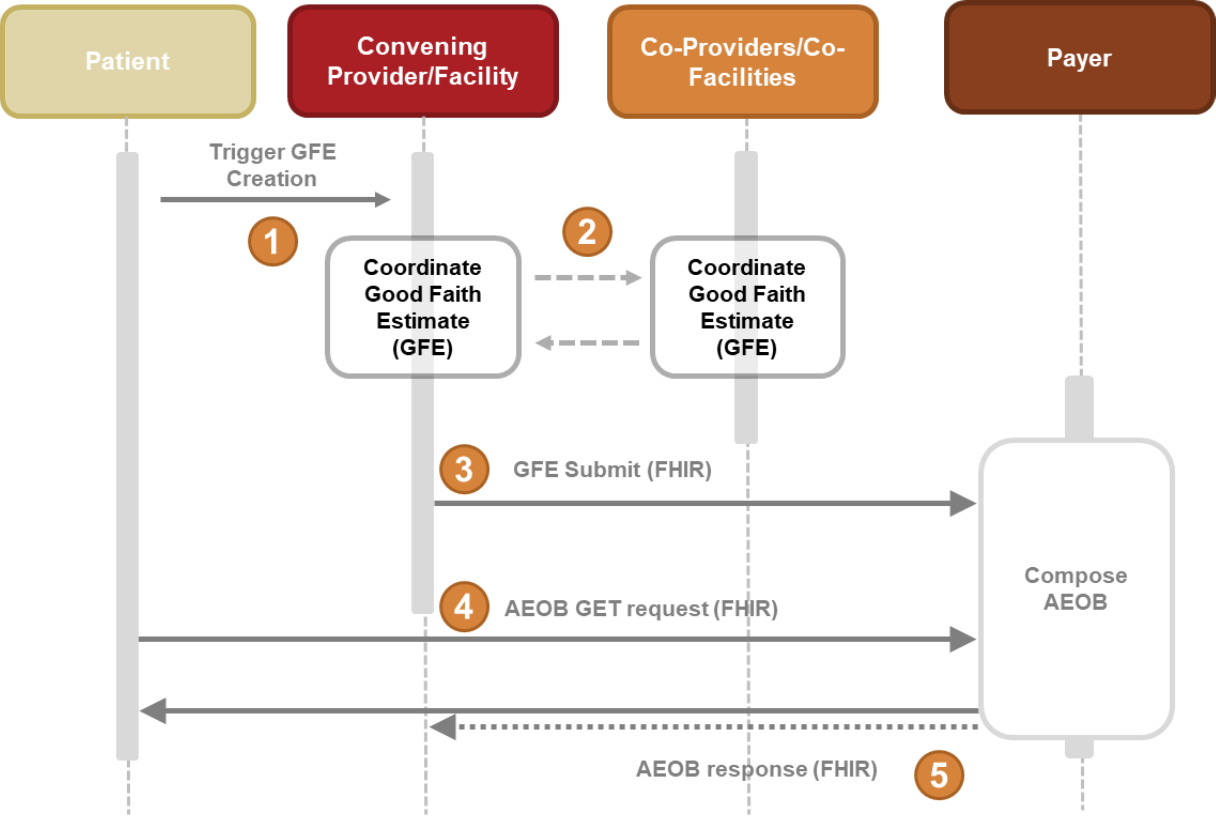 Patient
Convening
Provider/Facility
Co-Providers/Co-
Facilities
Payer
Trigger GFE
Creation
1
2
Coordinate
Good Faith
Estimate
(GFE)
Coordinate
Good Faith
Estimate
(GFE)
3
GFE Submit (FHIR)
Compose
AEOB
4
AEOB GET request (FHIR)
AEOB response (FHIR)
5